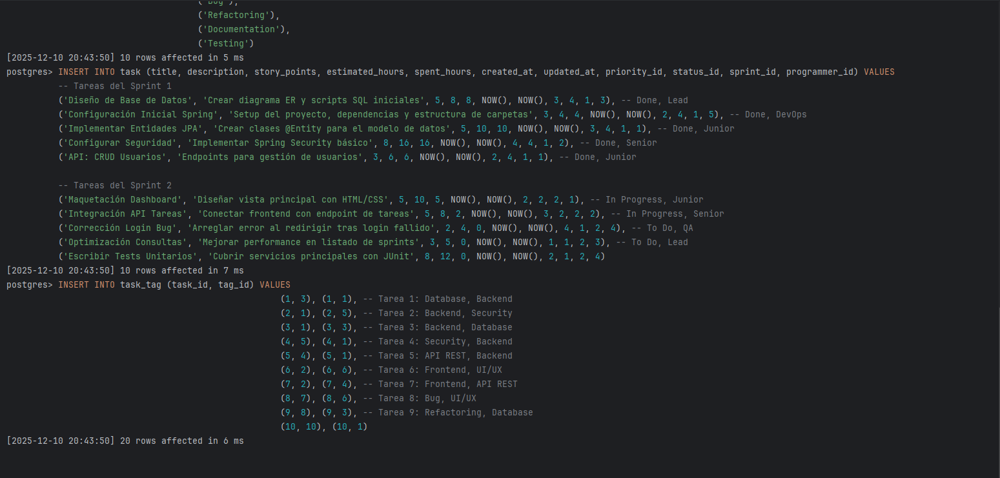 ('Bug'),
('Refactoring'),
('Documentation'),
('Testing')
[2025-12-10 20:43:50] 10 rows affected in 5 ms
postgres> INSERT INTO task (title, description, story_points, estimated_hours, spent_hours, created_at, updated_at, priority_id, status_id, sprint_id, programmer_id) VALUES
-- Tareas del Sprint 1
('Diseño de Base de Datos', 'Crear diagrama ER y scripts SQL iniciales', 5, 8, 8, NOW(), NOW(), 3, 4, 1, 3), -- Done, Lead
('Configuración Inicial Spring', 'Setup del proyecto, dependencias y estructura de carpetas', 3, 4, 4, NOW(), NOW(), 2, 4, 1, 5), -- Done, DevOps
('Implementar Entidades JPA', 'Crear clases @Entity para el modelo de datos', 5, 10, 10, NOW(), NOW(), 3, 4, 1, 1), -- Done, Junior
('Configurar Seguridad', 'Implementar Spring Security básico', 8, 16, 16, NOW(), NOW(), 4, 4, 1, 2), -- Done, Senior
('API: CRUD Usuarios', 'Endpoints para gestión de usuarios', 3, 6, 6, NOW(), NOW(), 2, 4, 1, 1), -- Done, Junior
-- Tareas del Sprint 2
('Maquetación Dashboard', 'Diseñar vista principal con HTML/CSS', 5, 10, 5, NOW(), NOW(), 2, 2, 2, 1), -- In Progress, Junior
('Integración API Tareas', 'Conectar frontend con endpoint de tareas', 5, 8, 2, NOW(), NOW(), 3, 2, 2, 2), -- In Progress, Senior
('Corrección Login Bug', 'Arreglar error al redirigir tras login fallido', 2, 4, 0, NOW(), NOW(), 4, 1, 2, 4), -- To Do, QA
('Optimización Consultas', 'Mejorar performance en listado de sprints', 3, 5, 0, NOW(), NOW(), 1, 1, 2, 3), -- To Do, Lead
('Escribir Tests Unitarios', 'Cubrir servicios principales con JUnit', 8, 12, 0, NOW(), NOW(), 2, 1, 2, 4)
[2025-12-10 20:43:50] 10 rows affected in 7 ms
postgres> INSERT INTO task_tag (task_id, tag_id) VALUES
(1, 3), (1, 1), -- Tarea 1: Database, Backend
(2, 1), (2, 5), -- Tarea 2: Backend, Security
(3, 1), (3, 3), -- Tarea 3: Backend, Database
(4, 5), (4, 1), -- Tarea 4: Security, Backend
(5, 4), (5, 1), -- Tarea 5: API REST, Backend
(6, 2), (6, 6), -- Tarea 6: Frontend, UI/UX
(7, 2), (7, 4), -- Tarea 7: Frontend, API REST
(8, 7), (8, 6), -- Tarea 8: Bug, UI/UX
(9, 8), (9, 3), -- Tarea 9: Refactoring, Database
(10, 10), (10, 1)
[2025-12-10 20:43:50] 20 rows affected in 6 ms